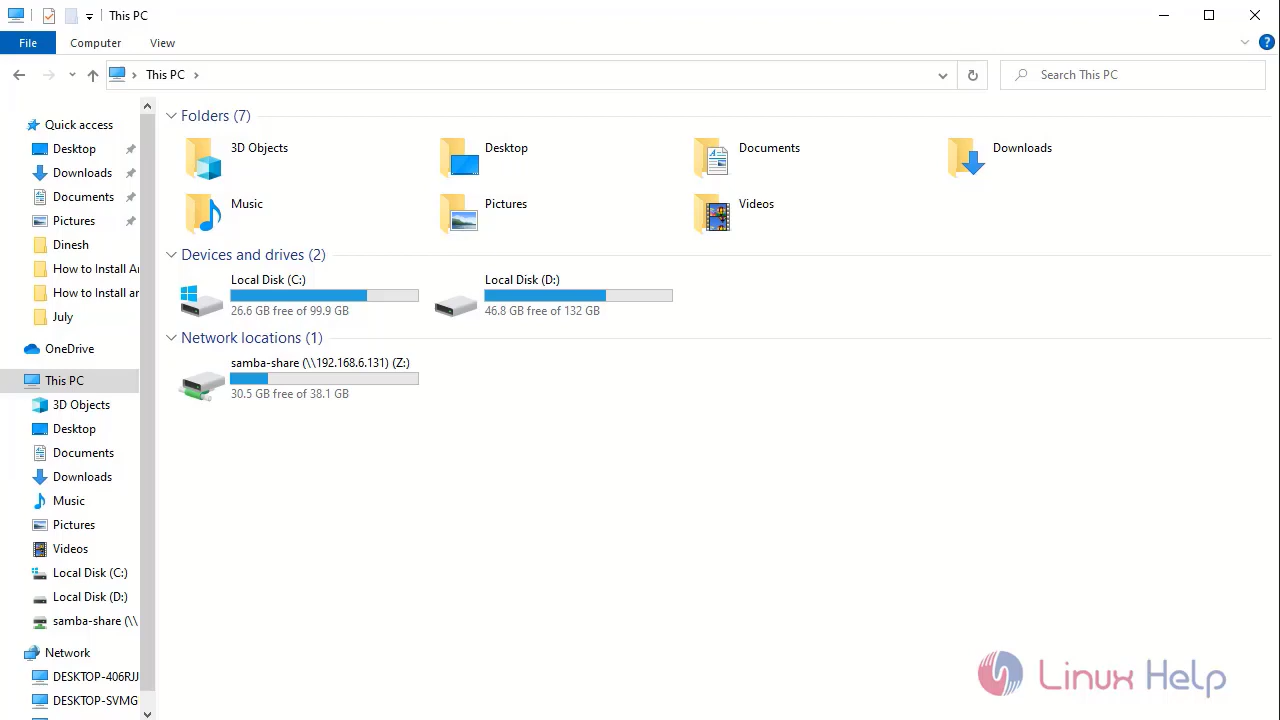 This PC
File Computer View
This PC
Search This PC
Quick access
Desktop
Downloads
Documents
Pictures
Dinesh
How to Install Ar
How to Install ar
July
OneDrive
This PC
3D Objects
Desktop
Documents
Downloads
Music
Pictures
Videos
Local Disk (C:)
Local Disk (D:)
samba-share (\\
Network
DESKTOP-406RJJ
DESKTOP-SVMG
Folders (7)
3D Objects
Desktop
Documents
Downloads
Music
Pictures
Videos
Devices and drives (2)
Local Disk (C:)
26.6 GB free of 99.9 GB
Local Disk (D:)
46.8 GB free of 132 GB
Network locations (1)
samba-share (\\192.168.6.131) (Z:)
30.5 GB free of 38.1 GB
Linux Help